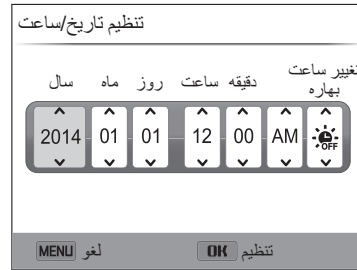 تنظیم تاریخ/ساعت
سال ماه روز ساعت دقیقه تغییر ساعت بهاره
2014 01 01 12 00 AM OFF
لغو MENU تنظیم OK